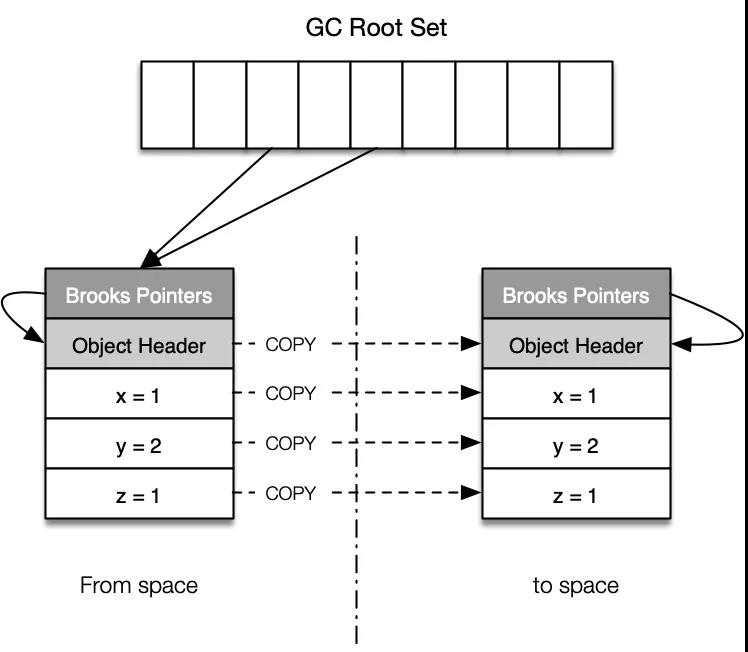 GC Root Set
Brooks Pointers
Brooks Pointers
Object Header
COPY
Object Header
x = 1
COPY
x = 1
y = 2
COPY
y = 2
z = 1
COPY
z = 1
From space
to space